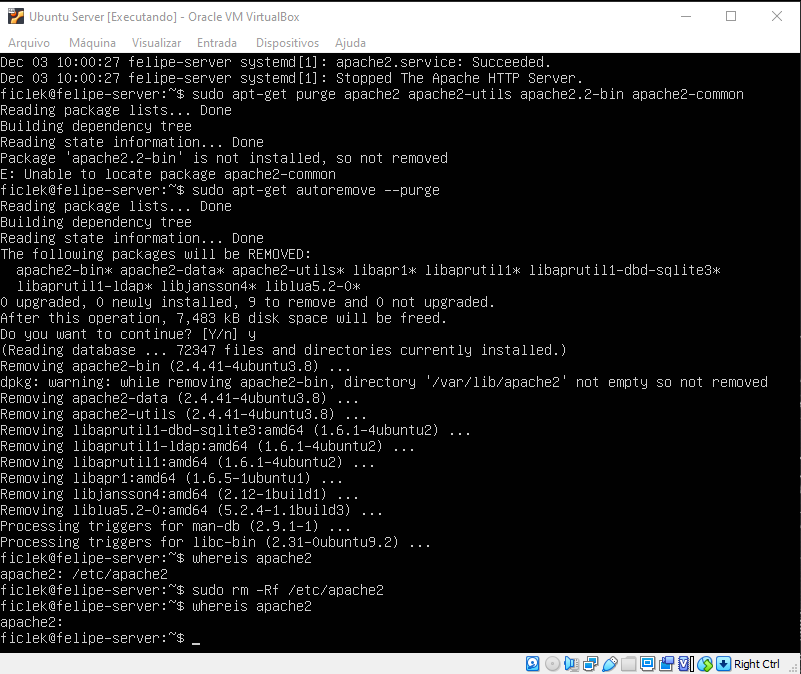 Ubuntu Server [Executando] - Oracle VM VirtualBox
Arquivo Máquina Visualizar Entrada Dispositivos Ajuda
Dec 03 10:00:27 felipe-server systemd[1]: apache2.service: Succeeded.
Dec 03 10:00:27 felipe-server systemd[1]: Stopped The Apache HTTP Server.
ficlek@felipe-server:~$ sudo apt-get purge apache2 apache2-utils apache2.2-bin apache2-common
Reading package lists... Done
Building dependency tree
Reading state information... Done
Package 'apache2.2-bin' is not installed, so not removed
E: Unable to locate package apache2-common
ficlek@felipe-server:~$ sudo apt-get autoremove --purge
Reading package lists... Done
Building dependency tree
Reading state information... Done
The following packages will be REMOVED:
  apache2-bin* apache2-data* apache2-utils* libapr1* libaprutil1* libaprutil1-dbd-sqlite3*
  libaprutil1-ldap* libjansson4* liblua5.2-0*
0 upgraded, 0 newly installed, 9 to remove and 0 not upgraded.
After this operation, 7,483 kB disk space will be freed.
Do you want to continue? [Y/n] y
(Reading database ... 72347 files and directories currently installed.)
Removing apache2-bin (2.4.41-4ubuntu3.8) ...
dpkg: warning: while removing apache2-bin, directory '/var/lib/apache2' not empty so not removed
Removing apache2-data (2.4.41-4ubuntu3.8) ...
Removing apache2-utils (2.4.41-4ubuntu3.8) ...
Removing libaprutil1-dbd-sqlite3:amd64 (1.6.1-4ubuntu2) ...
Removing libaprutil1-ldap:amd64 (1.6.1-4ubuntu2) ...
Removing libaprutil1:amd64 (1.6.1-4ubuntu2) ...
Removing libapr1:amd64 (1.6.5-1ubuntu1) ...
Removing libjansson4:amd64 (2.12-1build1) ...
Removing liblua5.2-0:amd64 (5.2.4-1.1build3) ...
Processing triggers for man-db (2.9.1-1) ...
Processing triggers for libc-bin (2.31-0ubuntu9.2) ...
ficlek@felipe-server:~$ whereis apache2
apache2: /etc/apache2
ficlek@felipe-server:~$ sudo rm -Rf /etc/apache2
ficlek@felipe-server:~$ whereis apache2
apache2:
ficlek@felipe-server:~$ _
Right Ctrl